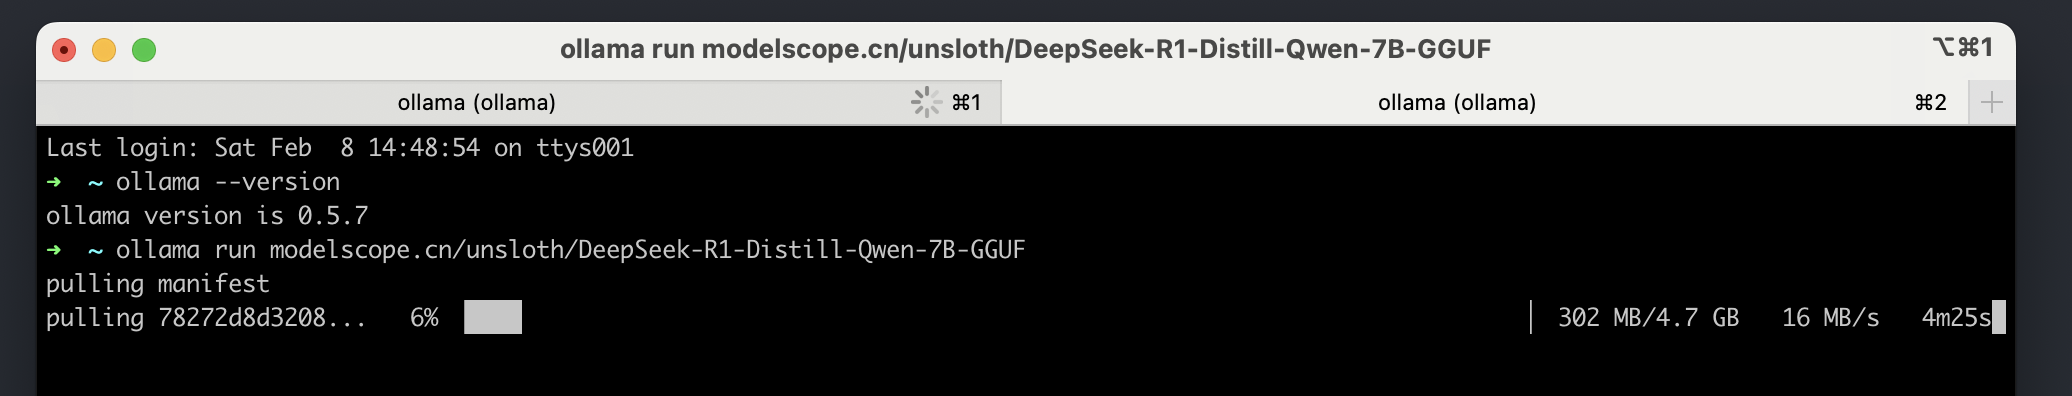 ollama run modelscope.cn/unsloth/DeepSeek-R1-Distill-Qwen-7B-GGUF ⌥⌘1
ollama (ollama) ⌘1 ollama (ollama) ⌘2 +
Last login: Sat Feb  8 14:48:54 on ttys001
➜  ~ ollama --version
ollama version is 0.5.7
➜  ~ ollama run modelscope.cn/unsloth/DeepSeek-R1-Distill-Qwen-7B-GGUF
pulling manifest
pulling 78272d8d3208...   6% ▕ 302 MB/4.7 GB   16 MB/s   4m25s